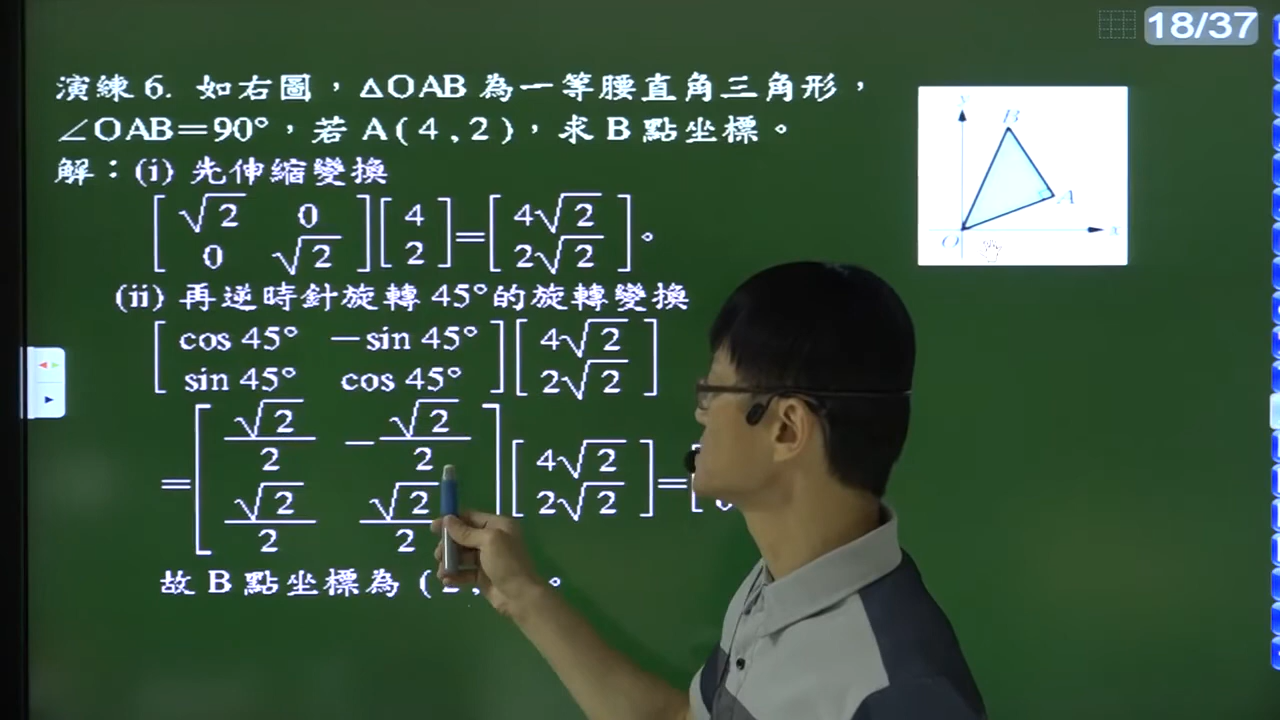 18/37
演練 6. 如右圖，△OAB 為一等腰直角三角形，
∠OAB=90°，若 A(4,2)，求 B 點坐標。
解：(i) 先伸縮變換
[√2 0
0 √2][4
2]=[4√2
2√2]。
(ii) 再逆時針旋轉 45°的旋轉變換
[cos 45° −sin 45°
sin 45° cos 45°][4√2
2√2]
=[√2/2 −√2/2
√2/2 √2/2][4√2
2√2]=[
故 B 點坐標為 ( , 。
y
B
A
O
x